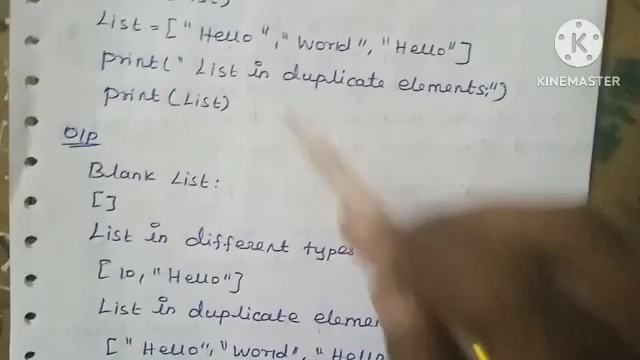 List = ["Hello", "World", "Hello"]
Print(" List in duplicate elements:")
Print (List)
O/P
Blank List:
[]
List in different types
[10, "Hello"]
List in duplicate
["Hello", "World", "Hello
KINEMASTER